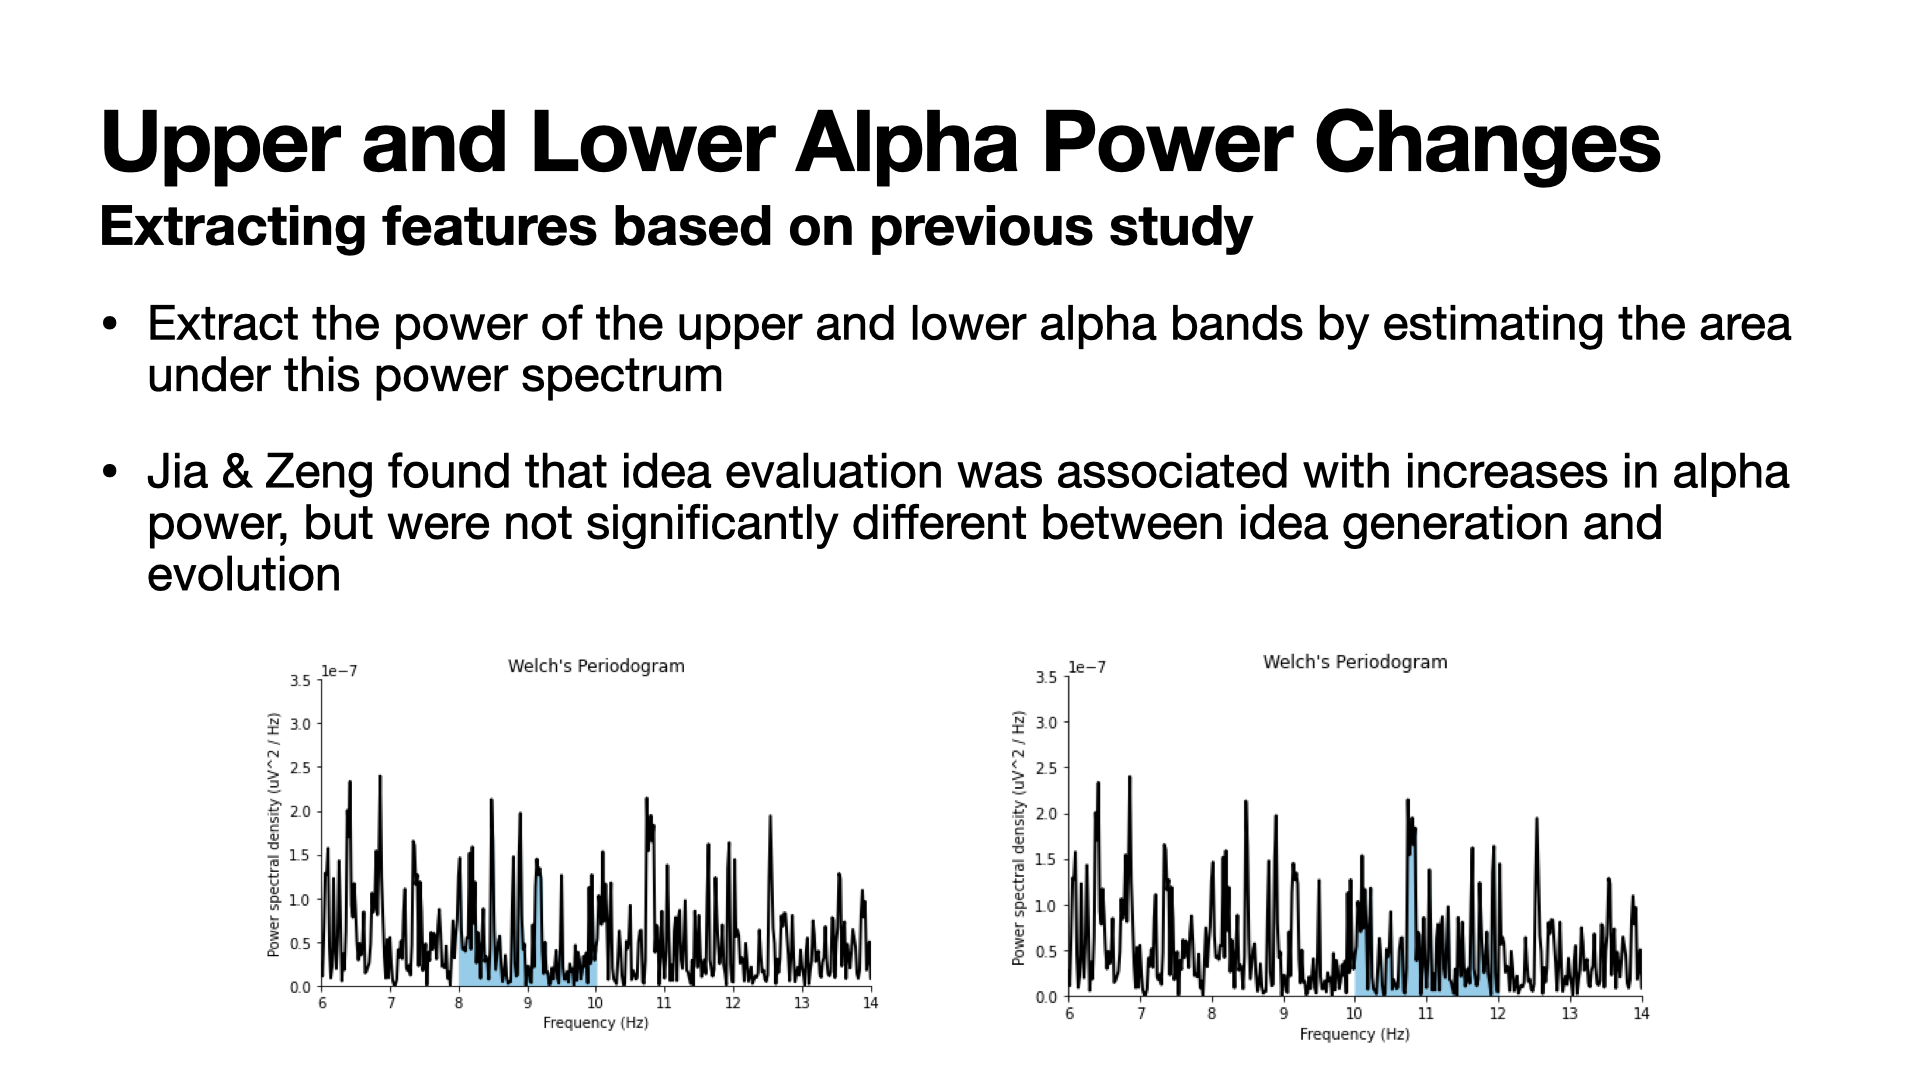 Upper and Lower Alpha Power Changes
Extracting features based on previous study
• Extract the power of the upper and lower alpha bands by estimating the area
under this power spectrum
• Jia & Zeng found that idea evaluation was associated with increases in alpha
power, but were not significantly different between idea generation and
evolution
Welch's Periodogram
1e−7
3.5
3.0
2.5
2.0
1.5
1.0
0.5
0.0
Power spectral density (uV^2 / Hz)
6 7 8 9 10 11 12 13 14
Frequency (Hz)
Welch's Periodogram
1e−7
3.5
3.0
2.5
2.0
1.5
1.0
0.5
0.0
Power spectral density (uV^2 / Hz)
6 7 8 9 10 11 12 13 14
Frequency (Hz)